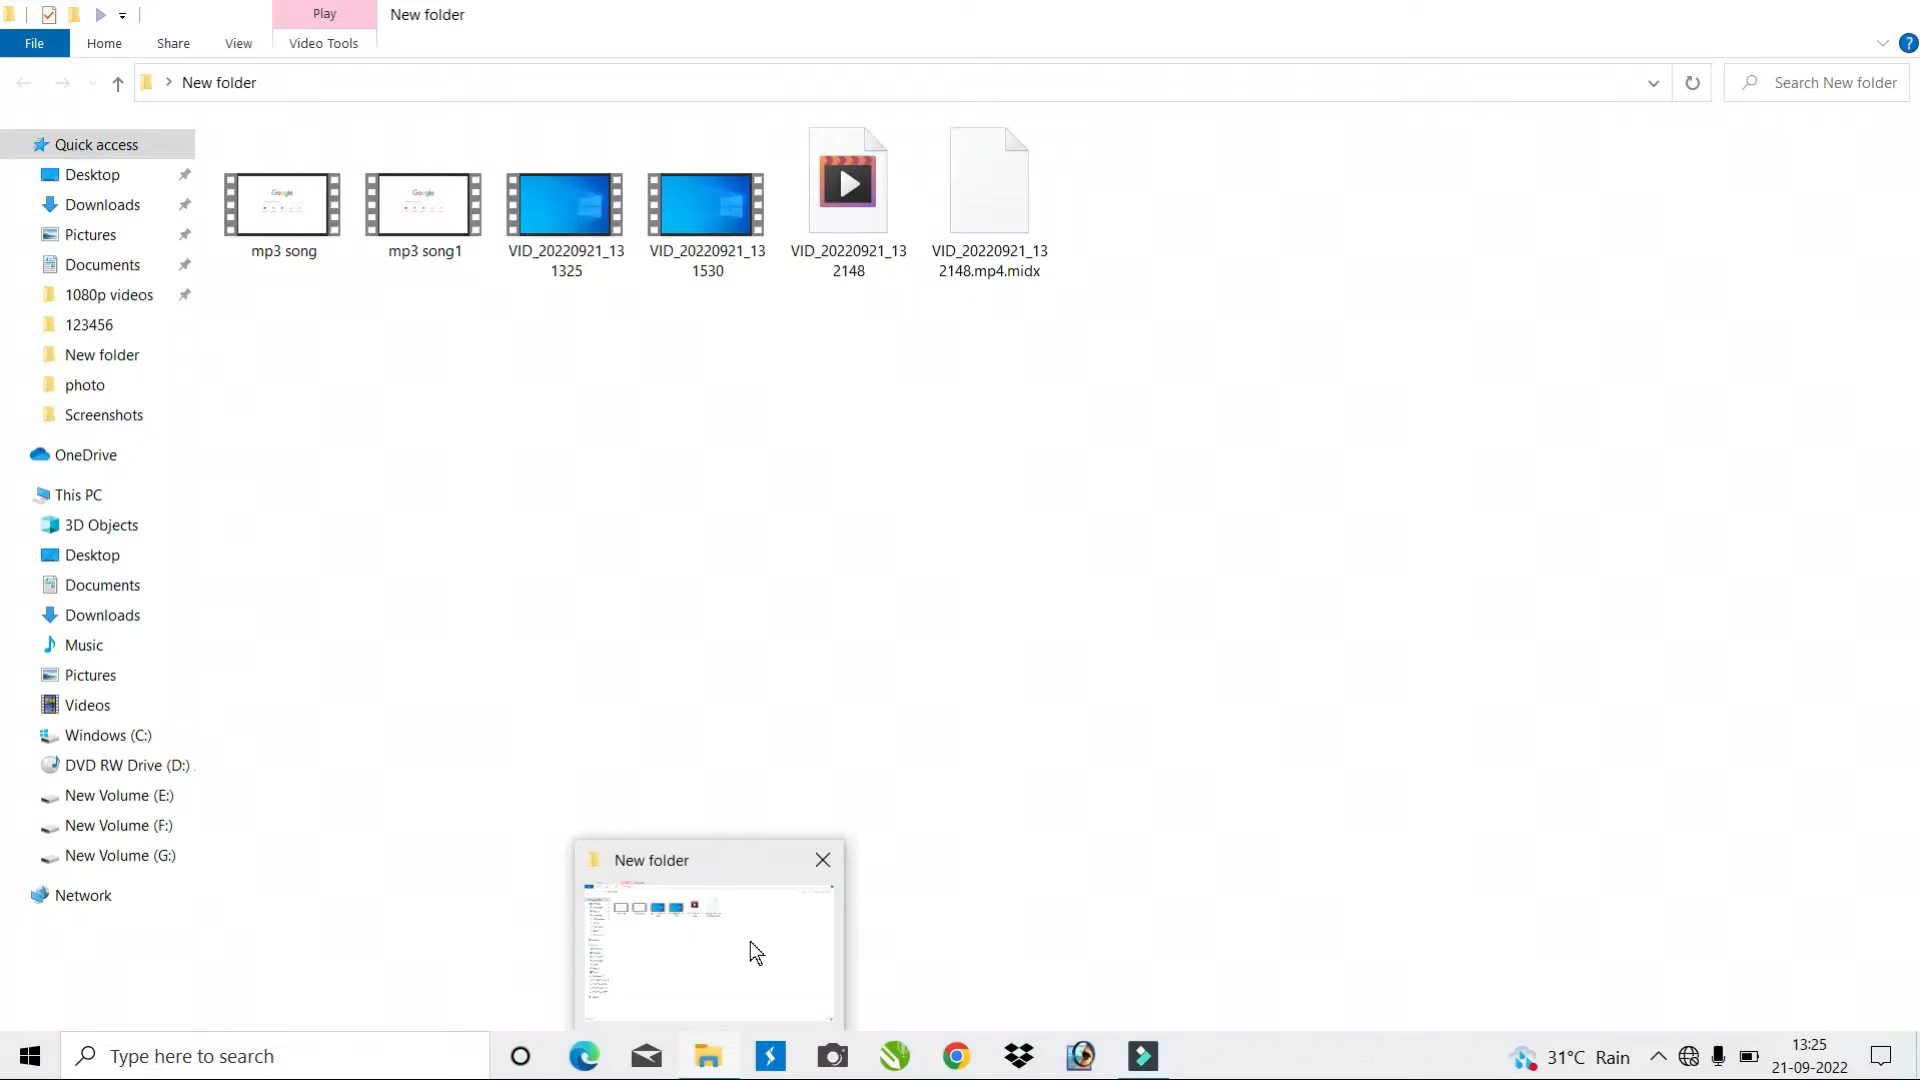 Play
New folder
File
Home
Share
View
Video Tools
?
New folder
Search New folder
Quick access
Desktop
Downloads
Pictures
Documents
1080p videos
123456
New folder
photo
Screenshots
OneDrive
This PC
3D Objects
Desktop
Documents
Downloads
Music
Pictures
Videos
Windows (C:)
DVD RW Drive (D:)
New Volume (E:)
New Volume (F:)
New Volume (G:)
Network
Google
mp3 song
Google
mp3 song1
VID_20220921_13
1325
VID_20220921_13
1530
VID_20220921_13
2148
VID_20220921_13
2148.mp4.midx
New folder
Type here to search
31°C Rain
13:25
21-09-2022